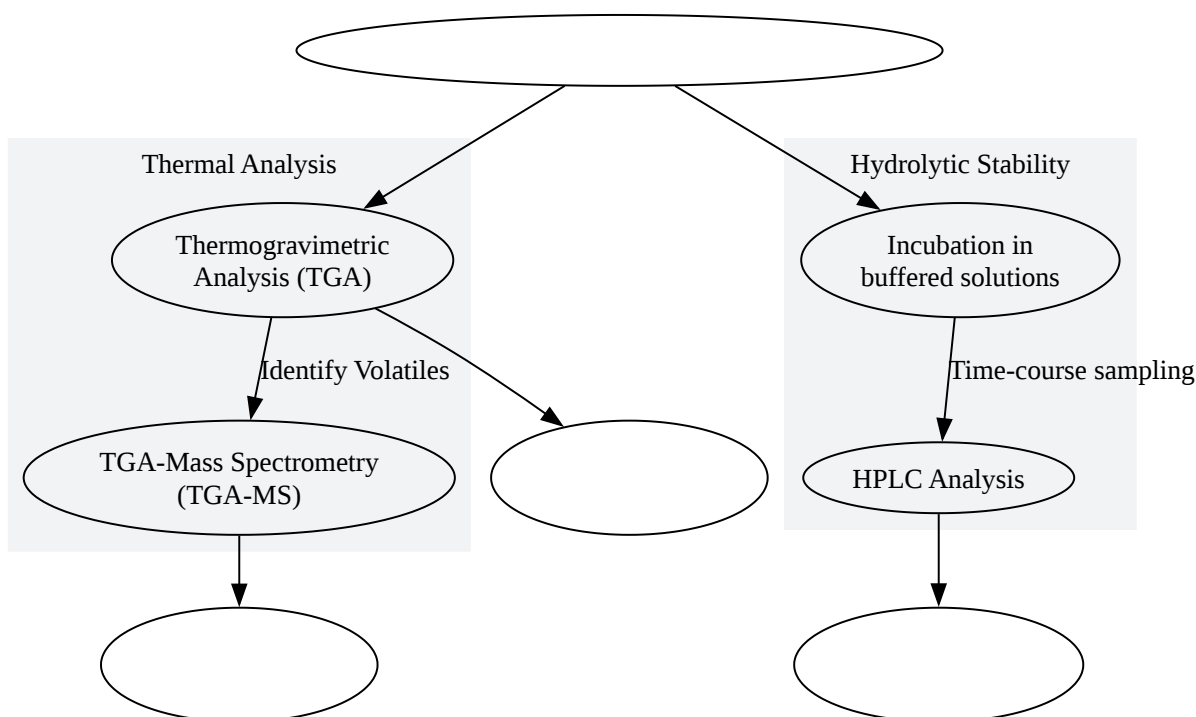 Thermal Analysis
Hydrolytic Stability
Thermogravimetric
Analysis (TGA)
Incubation in
buffered solutions
Identify Volatiles
Time-course sampling
TGA-Mass Spectrometry
(TGA-MS)
HPLC Analysis